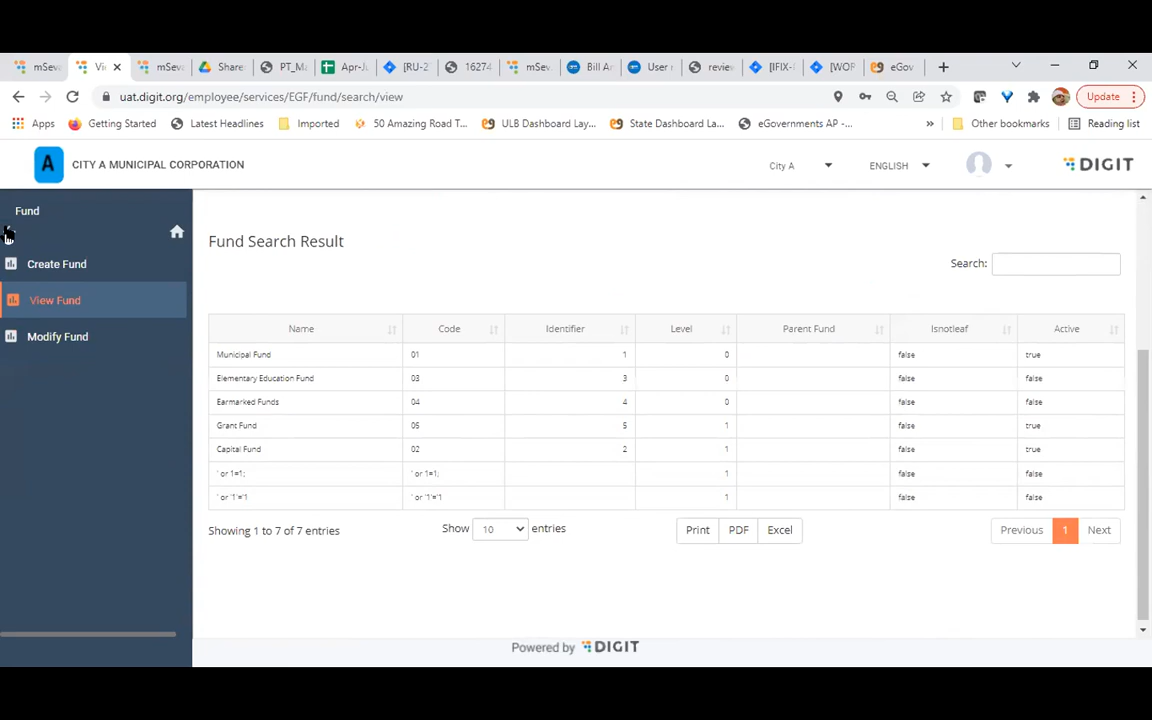 mSev
Vi
mSeva
Share
PT_Ma
Apr-J
[RU-2
16274
mSev
Bill Ar
User r
review
[IFIX-
[WOP
eGov
uat.digit.org/employee/services/EGF/fund/search/view
Update
Apps Getting Started Latest Headlines Imported 50 Amazing Road T... ULB Dashboard Lay... State Dashboard La... eGovernments AP -... » Other bookmarks Reading list
A CITY A MUNICIPAL CORPORATION City A ENGLISH DIGIT
Fund
Create Fund
View Fund
Modify Fund
Fund Search Result
Search:
Name Code Identifier Level Parent Fund Isnotleaf Active
Municipal Fund 01 1 0 false true
Elementary Education Fund 03 3 0 false false
Earmarked Funds 04 4 0 false false
Grant Fund 05 5 1 false true
Capital Fund 02 2 1 false true
' or 1=1; ' or 1=1; 1 false false
' or '1'='1 ' or '1'='1 1 false false
Showing 1 to 7 of 7 entries Show 10 entries Print PDF Excel Previous 1 Next
Powered by DIGIT